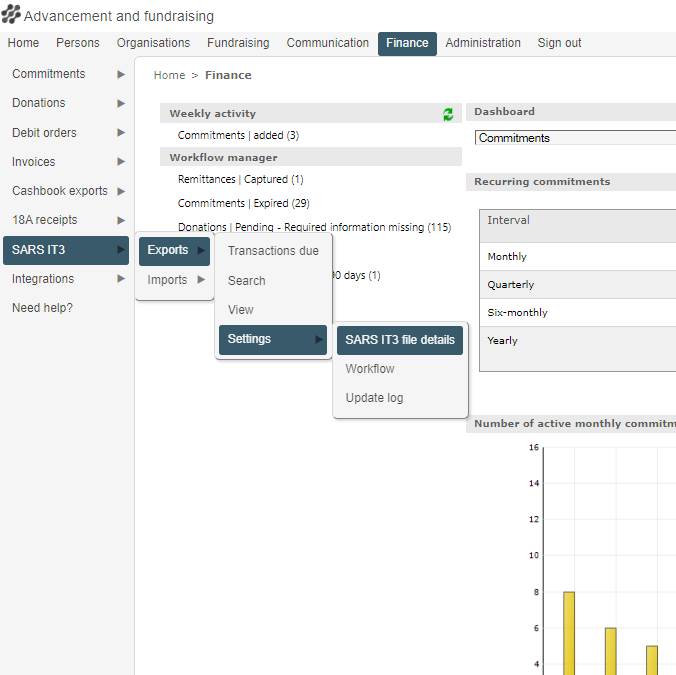 Advancement and fundraising
Home Persons Organisations Fundraising Communication Finance Administration Sign out
Commitments
Donations
Debit orders
Invoices
Cashbook exports
18A receipts
SARS IT3
Integrations
Need help?
Home > Finance
Weekly activity
Commitments | added (3)
Workflow manager
Remittances | Captured (1)
Commitments | Expired (29)
Donations | Pending - Required information missing (115)
90 days (1)
Exports
Imports
Transactions due
Search
View
Settings
SARS IT3 file details
Workflow
Update log
Dashboard
Commitments
Recurring commitments
Interval
Monthly
Quarterly
Six-monthly
Yearly
Number of active monthly commitm
16
14
12
10
8
6
4